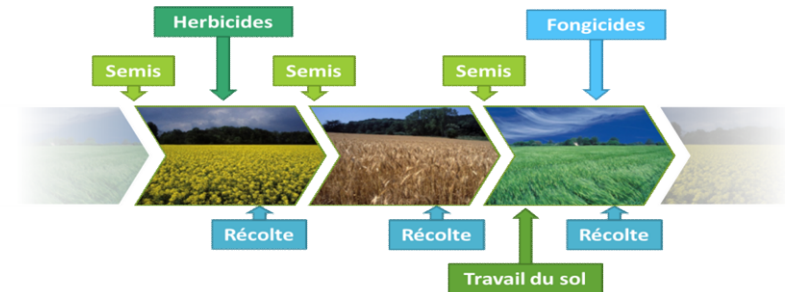 Herbicides
Fongicides
Semis
Semis
Semis
Récolte
Récolte
Récolte
Travail du sol